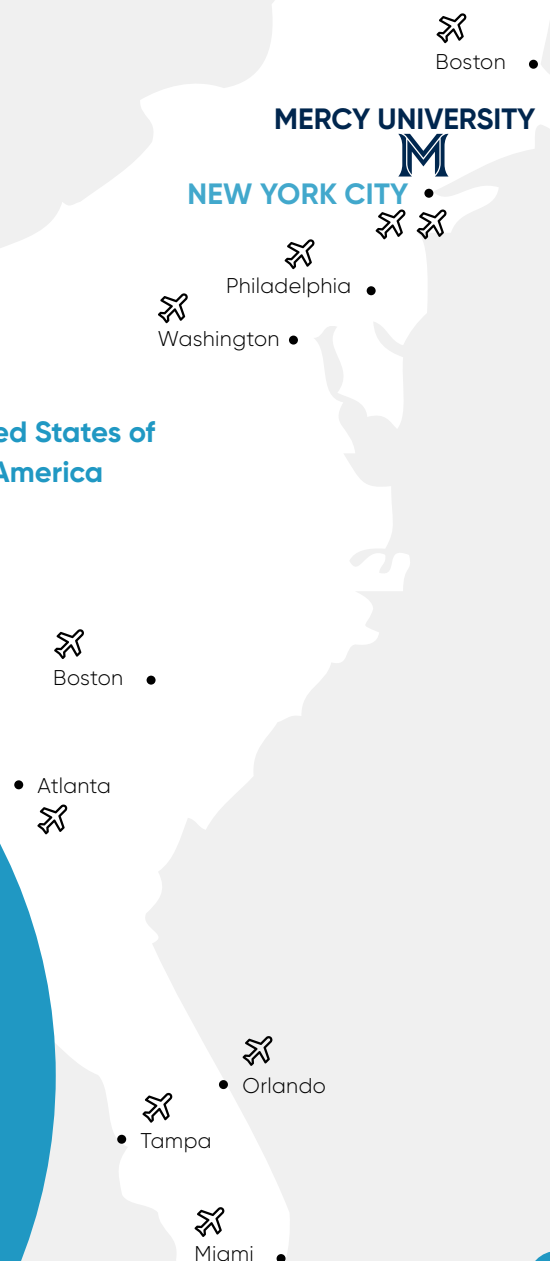 Boston
MERCY UNIVERSITY
M
NEW YORK CITY
Philadelphia
Washington
ed States of
America
Boston
Atlanta
Orlando
Tampa
Miami